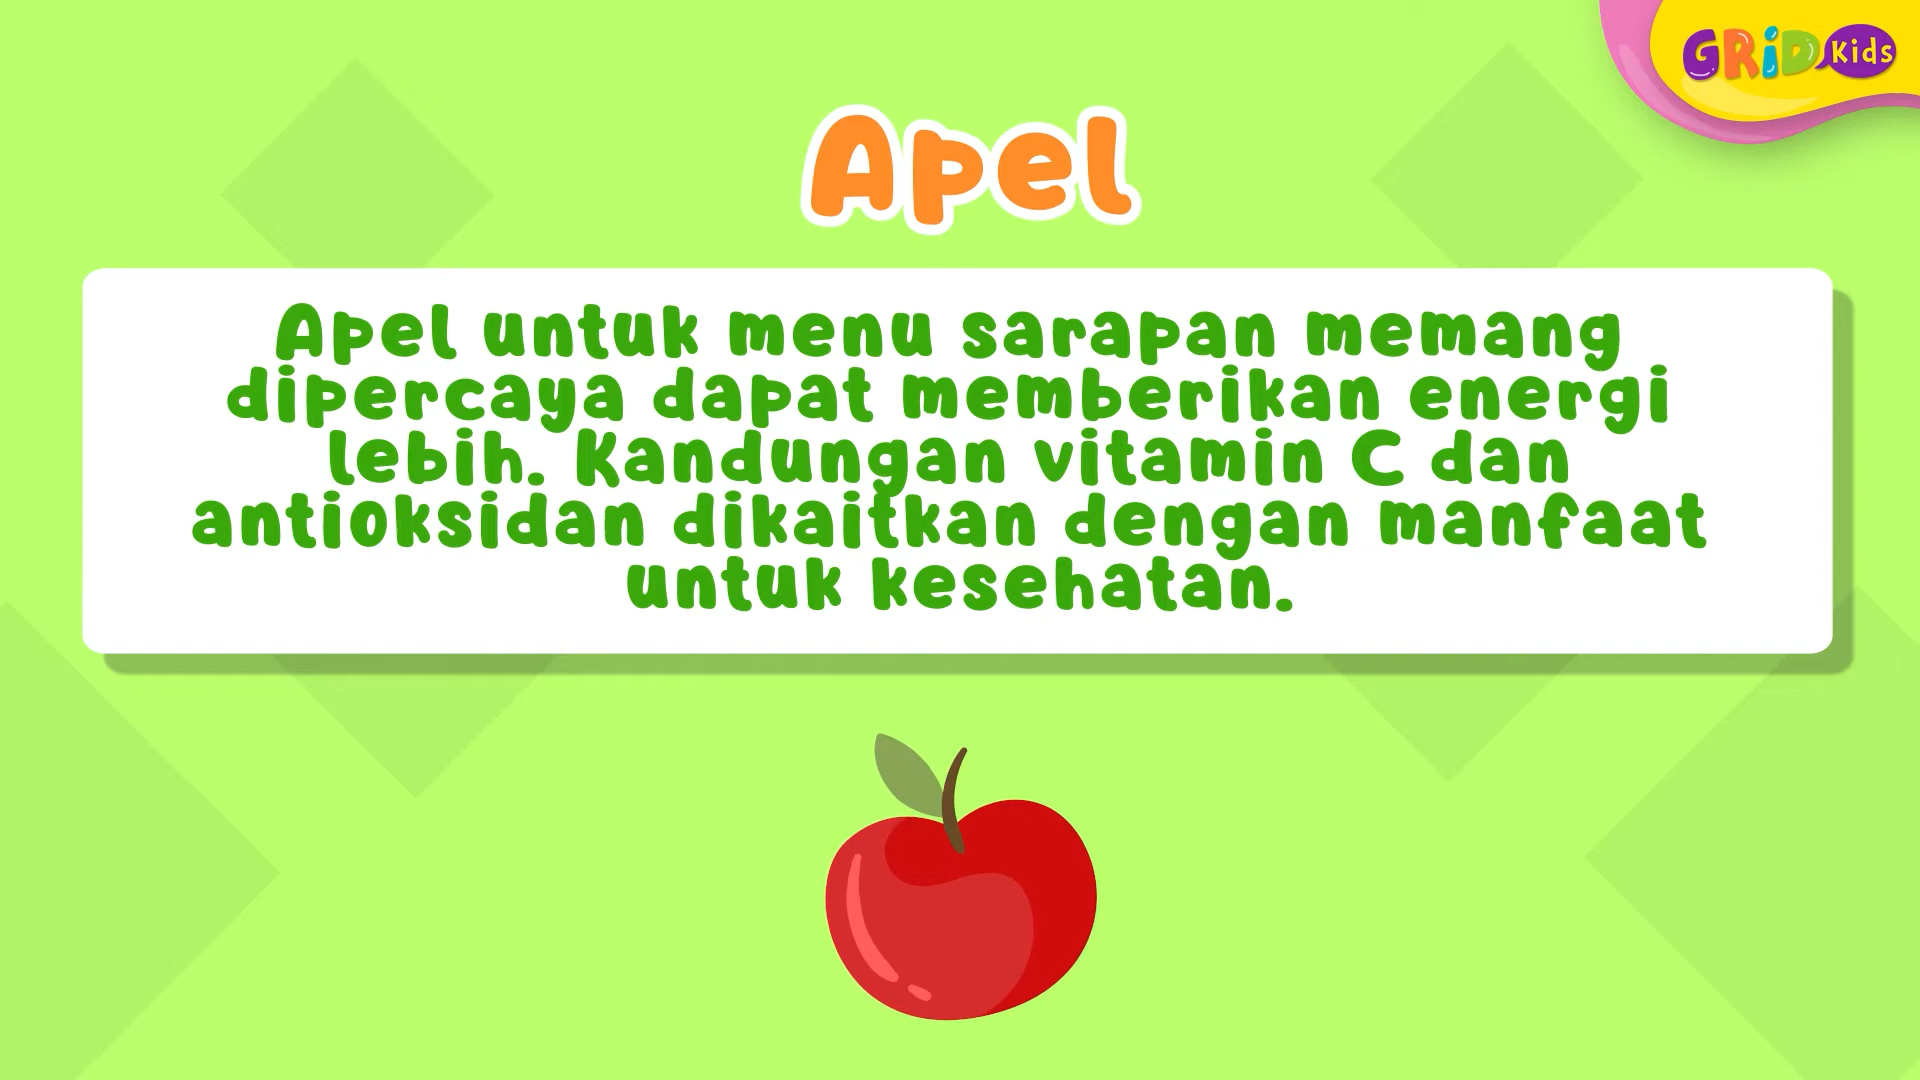 GRiD Kids
Apel
Apel untuk menu sarapan memang
dipercaya dapat memberikan energi
lebih. Kandungan vitamin C dan
antioksidan dikaitkan dengan manfaat
untuk kesehatan.